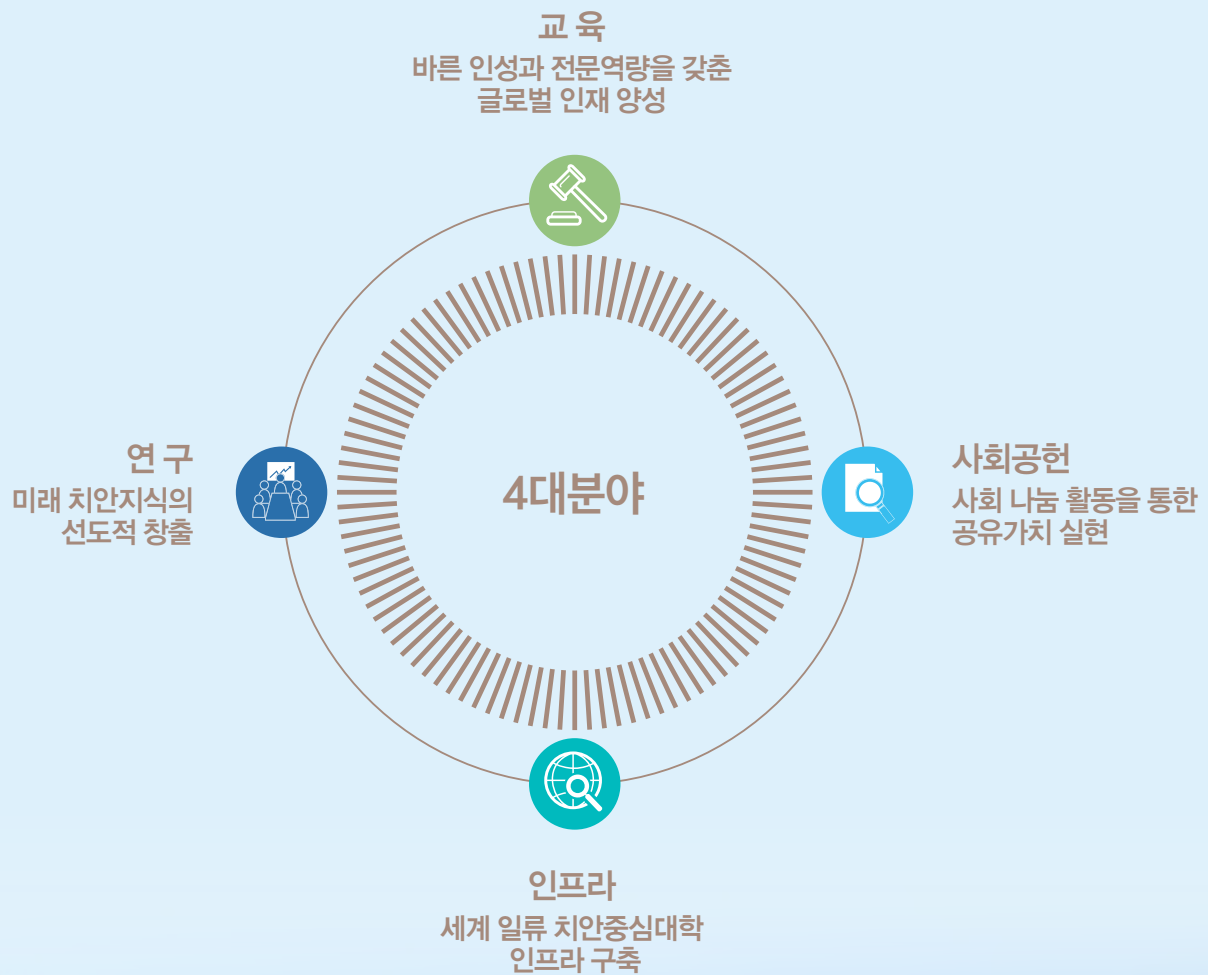 교 육
바른 인성과 전문역량을 갖춘
글로벌 인재 양성
연 구
미래 치안지식의
선도적 창출
4대분야
사회공헌
사회 나눔 활동을 통한
공유가치 실현
인프라
세계 일류 치안중심대학
인프라 구축